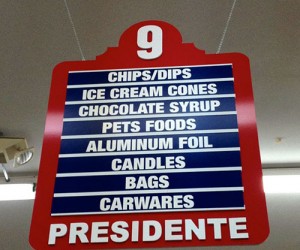 9
CHIPS/DIPS
ICE CREAM CONES
CHOCOLATE SYRUP
PETS FOODS
ALUMINUM FOIL
CANDLES
BAGS
CARWARES
PRESIDENTE